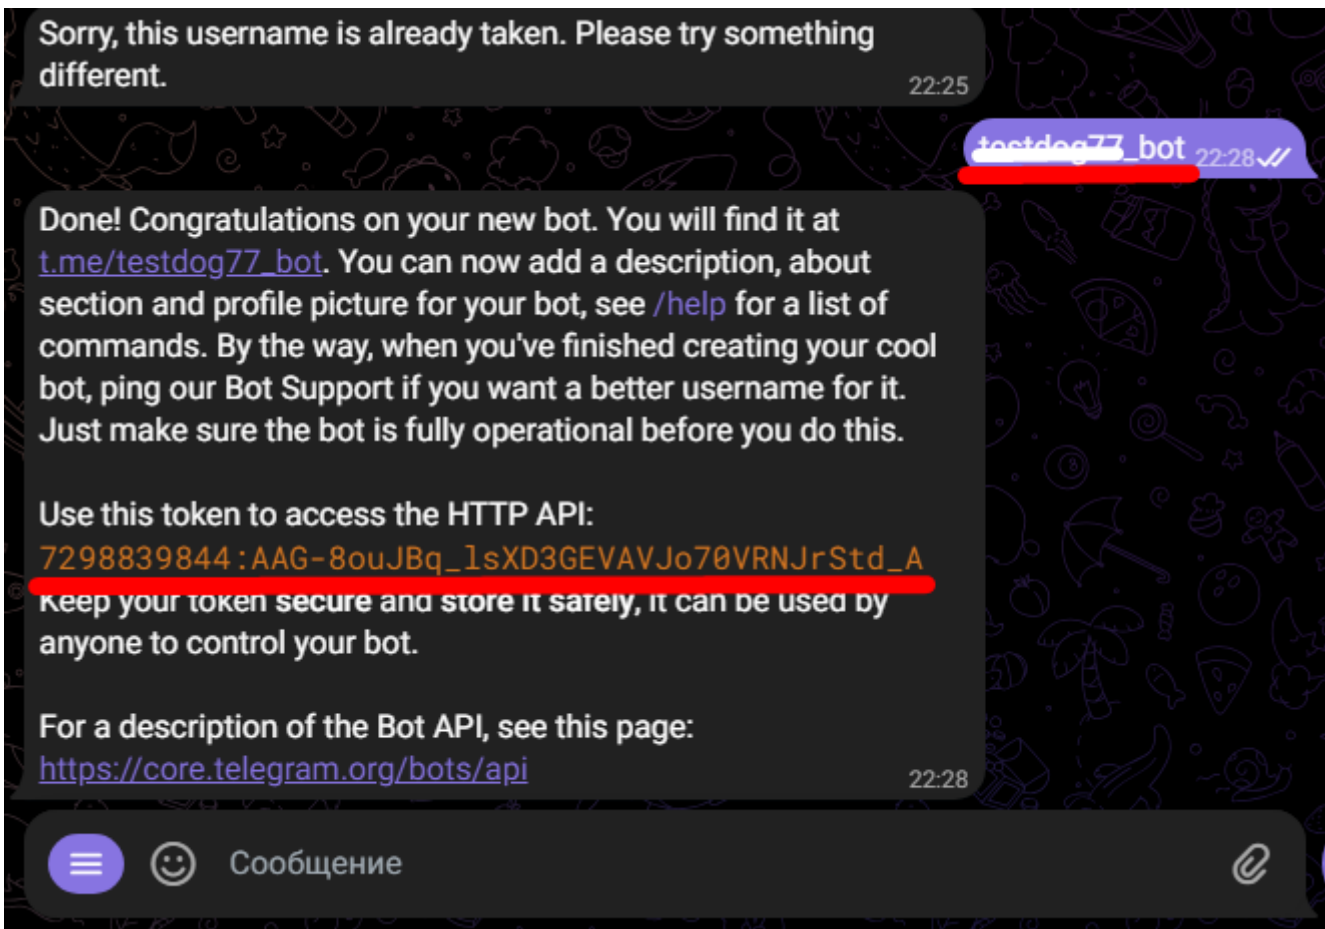 Sorry, this username is already taken. Please try something
different.
22:25
testdog77_bot 22:28
Done! Congratulations on your new bot. You will find it at
t.me/testdog77_bot. You can now add a description, about
section and profile picture for your bot, see /help for a list of
commands. By the way, when you've finished creating your cool
bot, ping our Bot Support if you want a better username for it.
Just make sure the bot is fully operational before you do this.
Use this token to access the HTTP API:
7298839844:AAG-8ouJBq_lsXD3GEVAVJo70VRNJrStd_A
Keep your token secure and store it safely, it can be used by
anyone to control your bot.
For a description of the Bot API, see this page:
https://core.telegram.org/bots/api
22:28
Сообщение